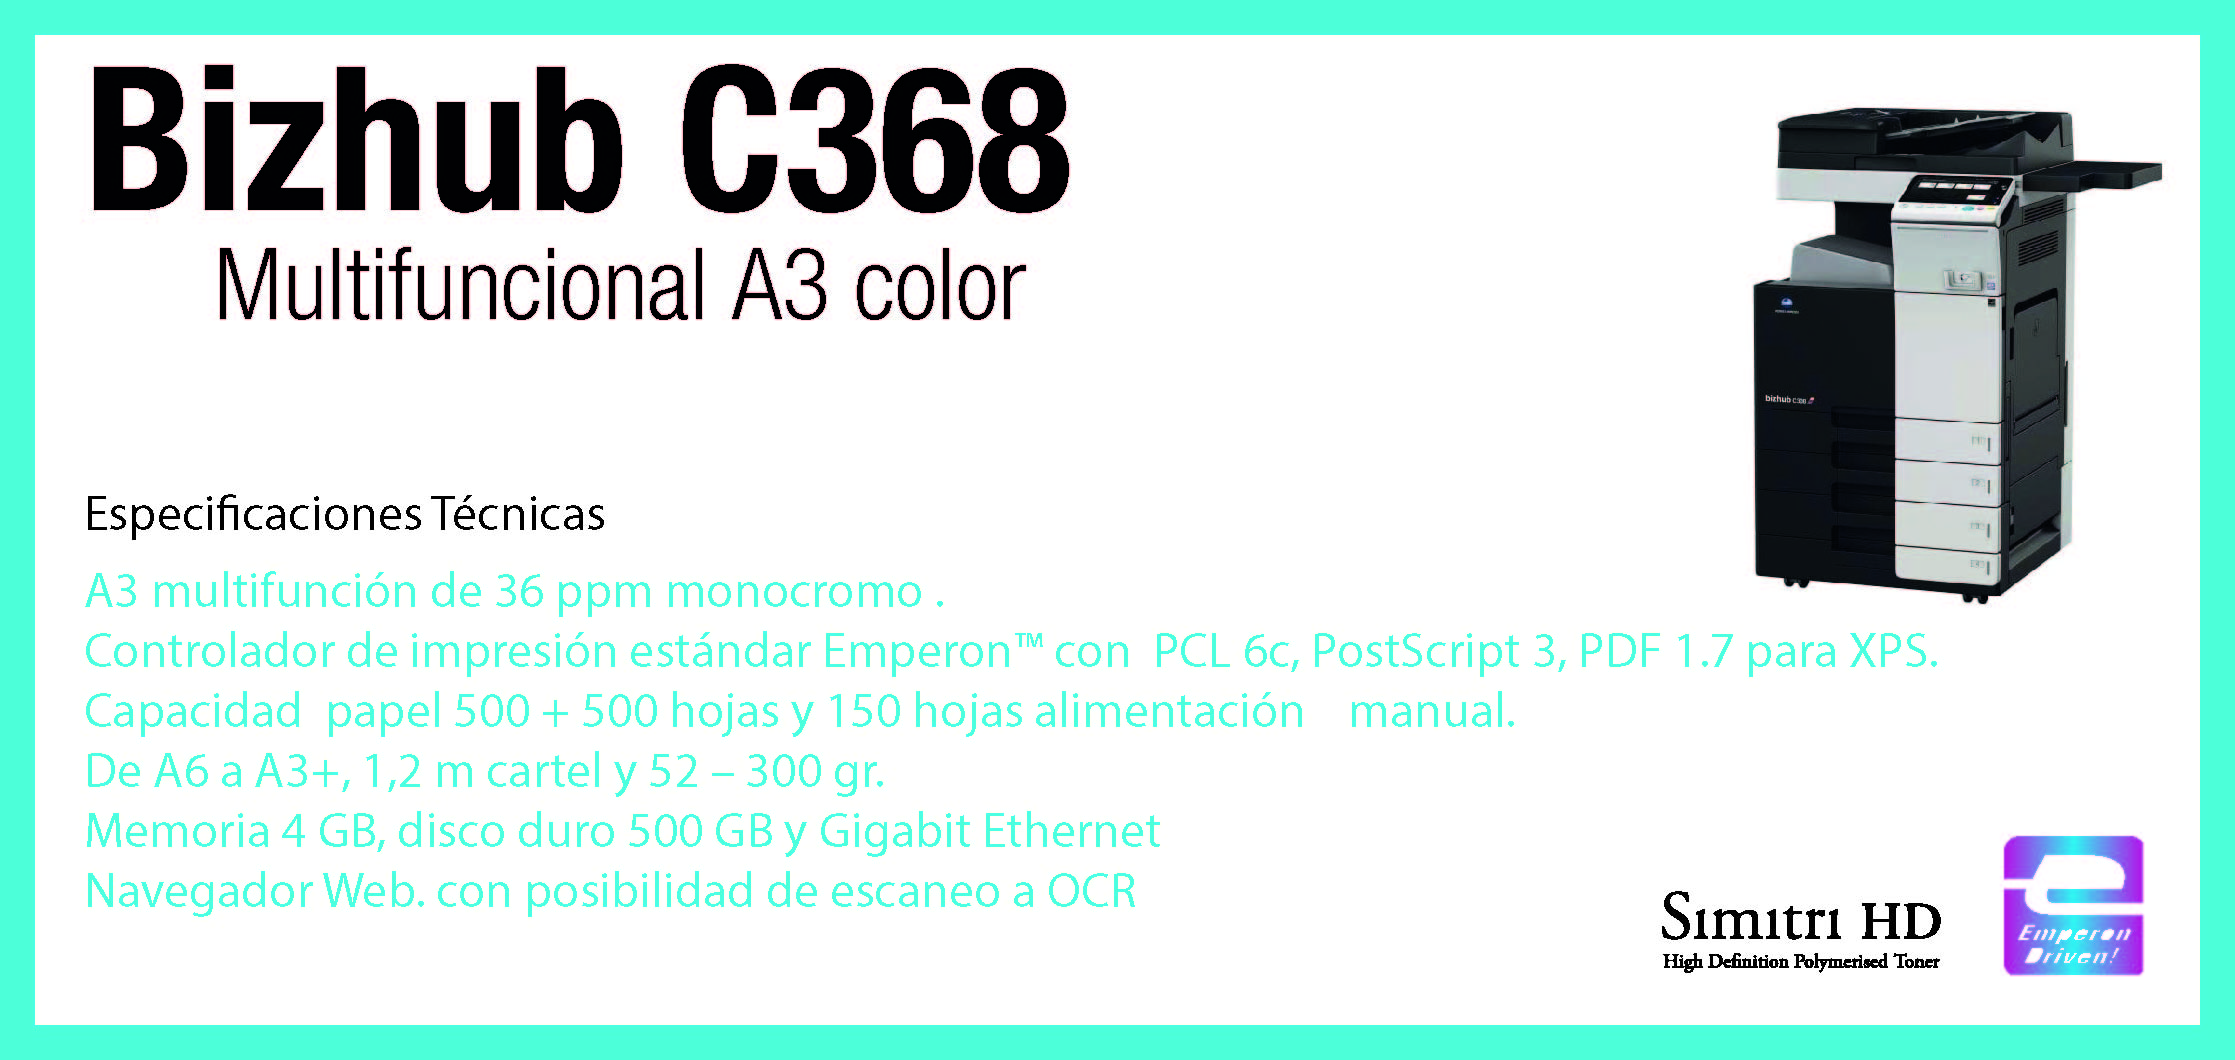 Bizhub C368
Multifuncional A3 color
Especificaciones Técnicas
A3 multifunción de 36 ppm monocromo .
Controlador de impresión estándar Emperon™ con PCL 6c, PostScript 3, PDF 1.7 para XPS.
Capacidad papel 500 + 500 hojas y 150 hojas alimentación manual.
De A6 a A3+, 1,2 m cartel y 52 – 300 gr.
Memoria 4 GB, disco duro 500 GB y Gigabit Ethernet
Navegador Web. con posibilidad de escaneo a OCR
bizhub
Simitri HD
High Definition Polymerised Toner
Emperon
Driven!